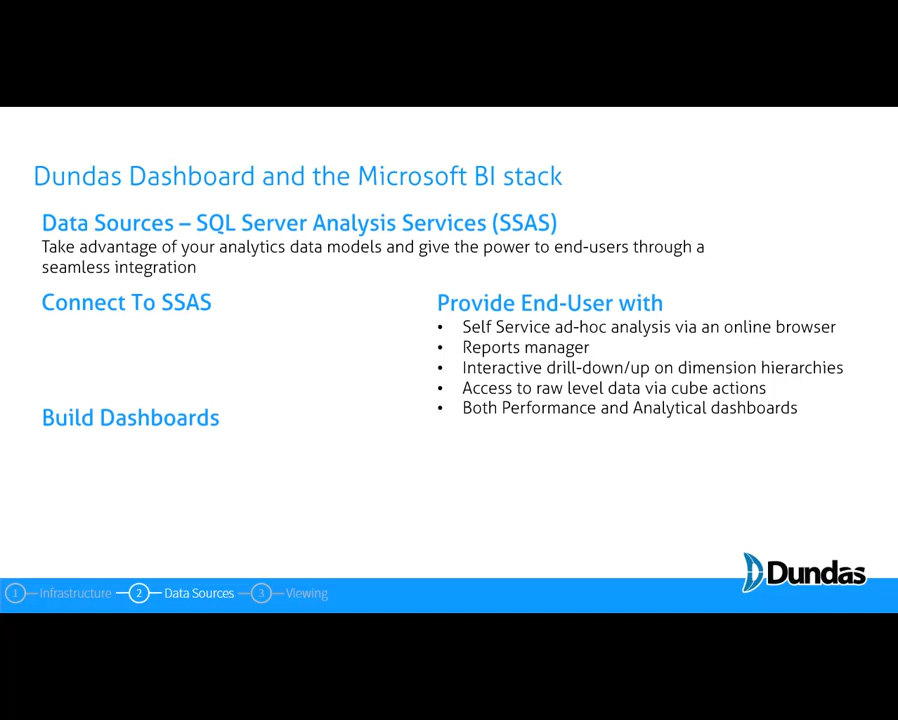 Dundas Dashboard and the Microsoft BI stack
Data Sources – SQL Server Analysis Services (SSAS)
Take advantage of your analytics data models and give the power to end-users through a
seamless integration
Connect To SSAS
Build Dashboards
Provide End-User with
• Self Service ad-hoc analysis via an online browser
• Reports manager
• Interactive drill-down/up on dimension hierarchies
• Access to raw level data via cube actions
• Both Performance and Analytical dashboards
Dundas
1 Infrastructure 2 Data Sources 3 Viewing